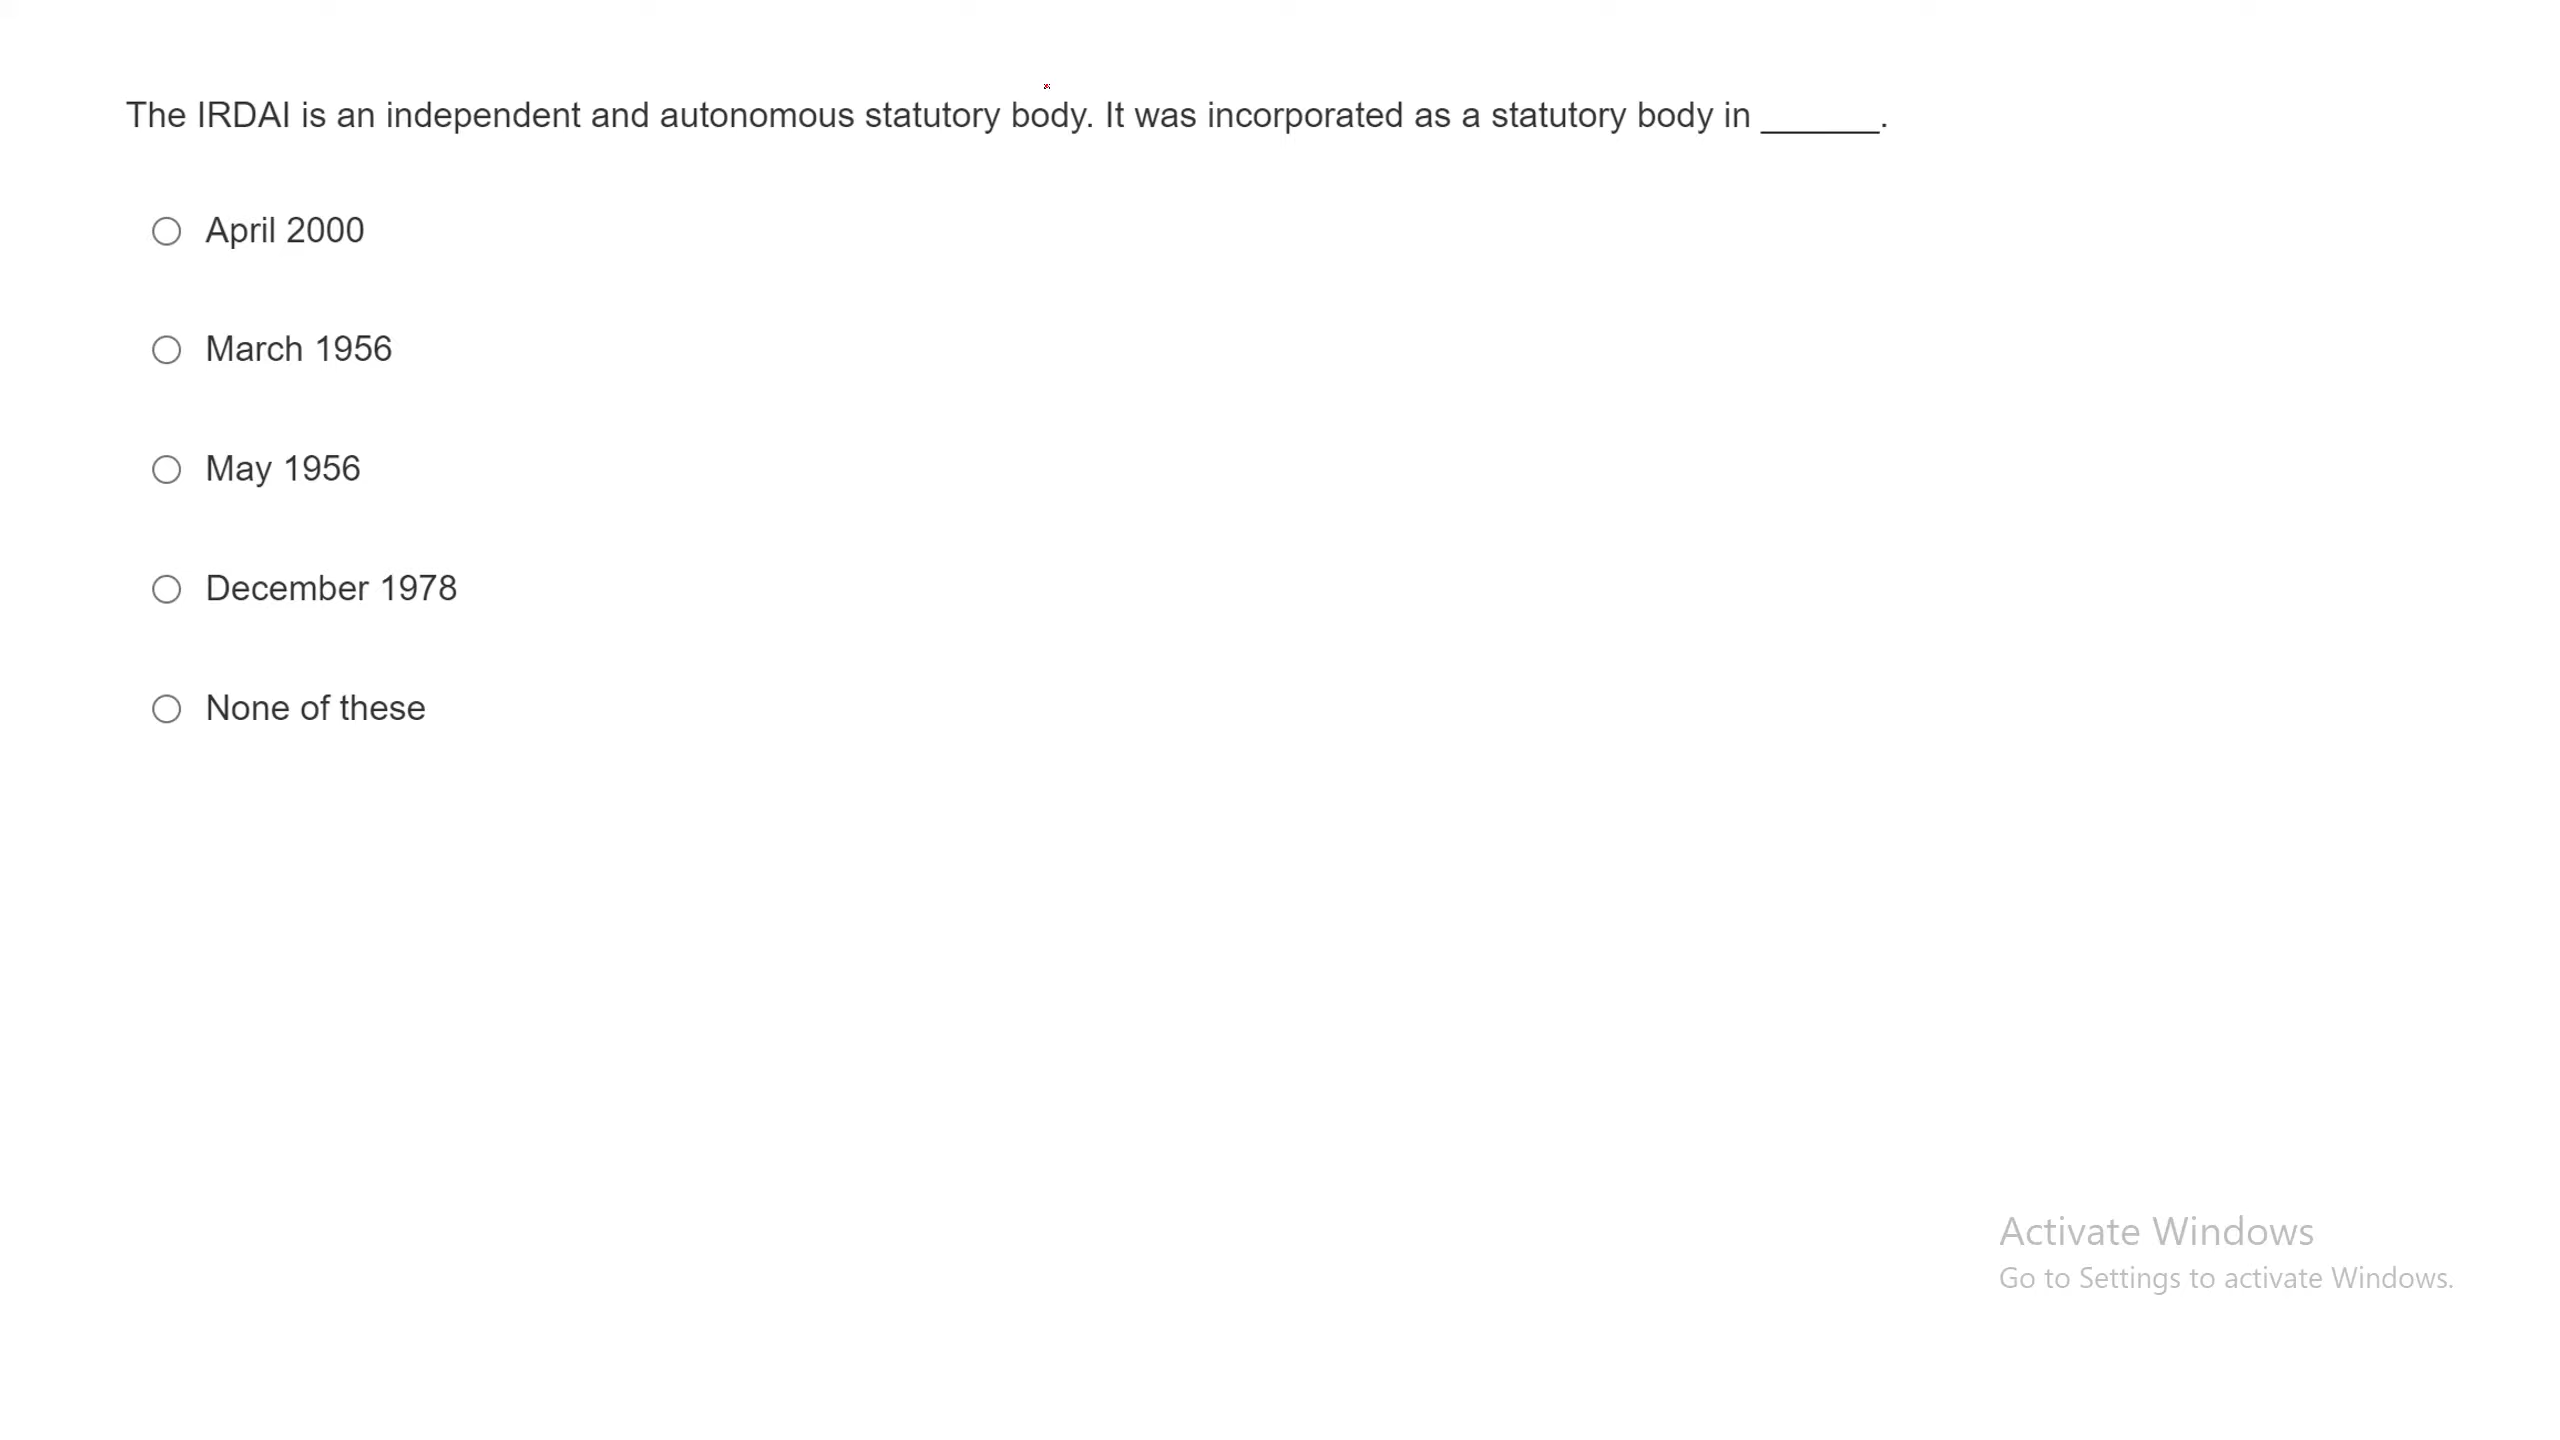 The IRDAI is an independent and autonomous statutory body. It was incorporated as a statutory body in ______.
April 2000
March 1956
May 1956
December 1978
None of these
Activate Windows
Go to Settings to activate Windows.